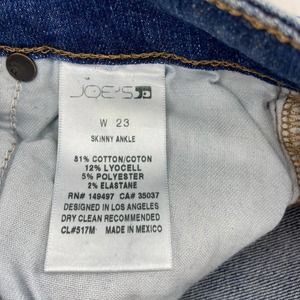 JOE'S
W 23
SKINNY ANKLE
81% COTTON/COTON
12% LYOCELL
5% POLYESTER
2% ELASTANE
RN# 149497 CA# 35037
DESIGNED IN LOS ANGELES
DRY CLEAN RECOMMENDED
CL#517M MADE IN MEXICO